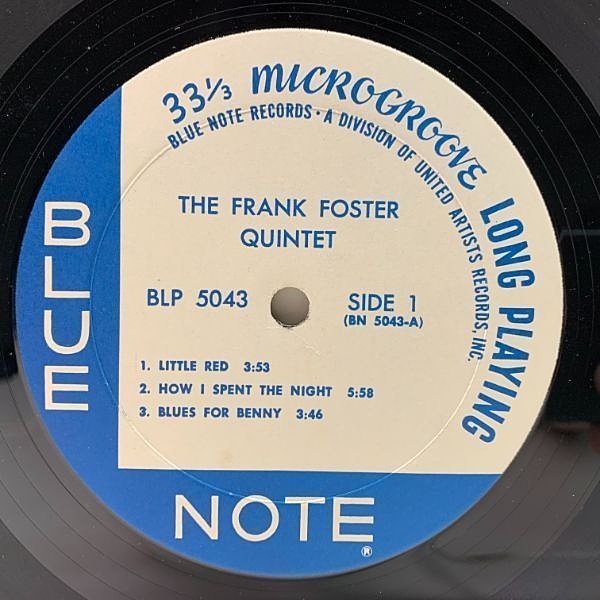 33⅓ MICROGROOVE LONG PLAYING
BLUE NOTE RECORDS • A DIVISION OF UNITED ARTISTS RECORDS, INC.
THE FRANK FOSTER
QUINTET
BLP 5043
SIDE 1
(BN 5043-A)
1. LITTLE RED 3:53
2. HOW I SPENT THE NIGHT 5:58
3. BLUES FOR BENNY 3:46
BLUE
NOTE
®